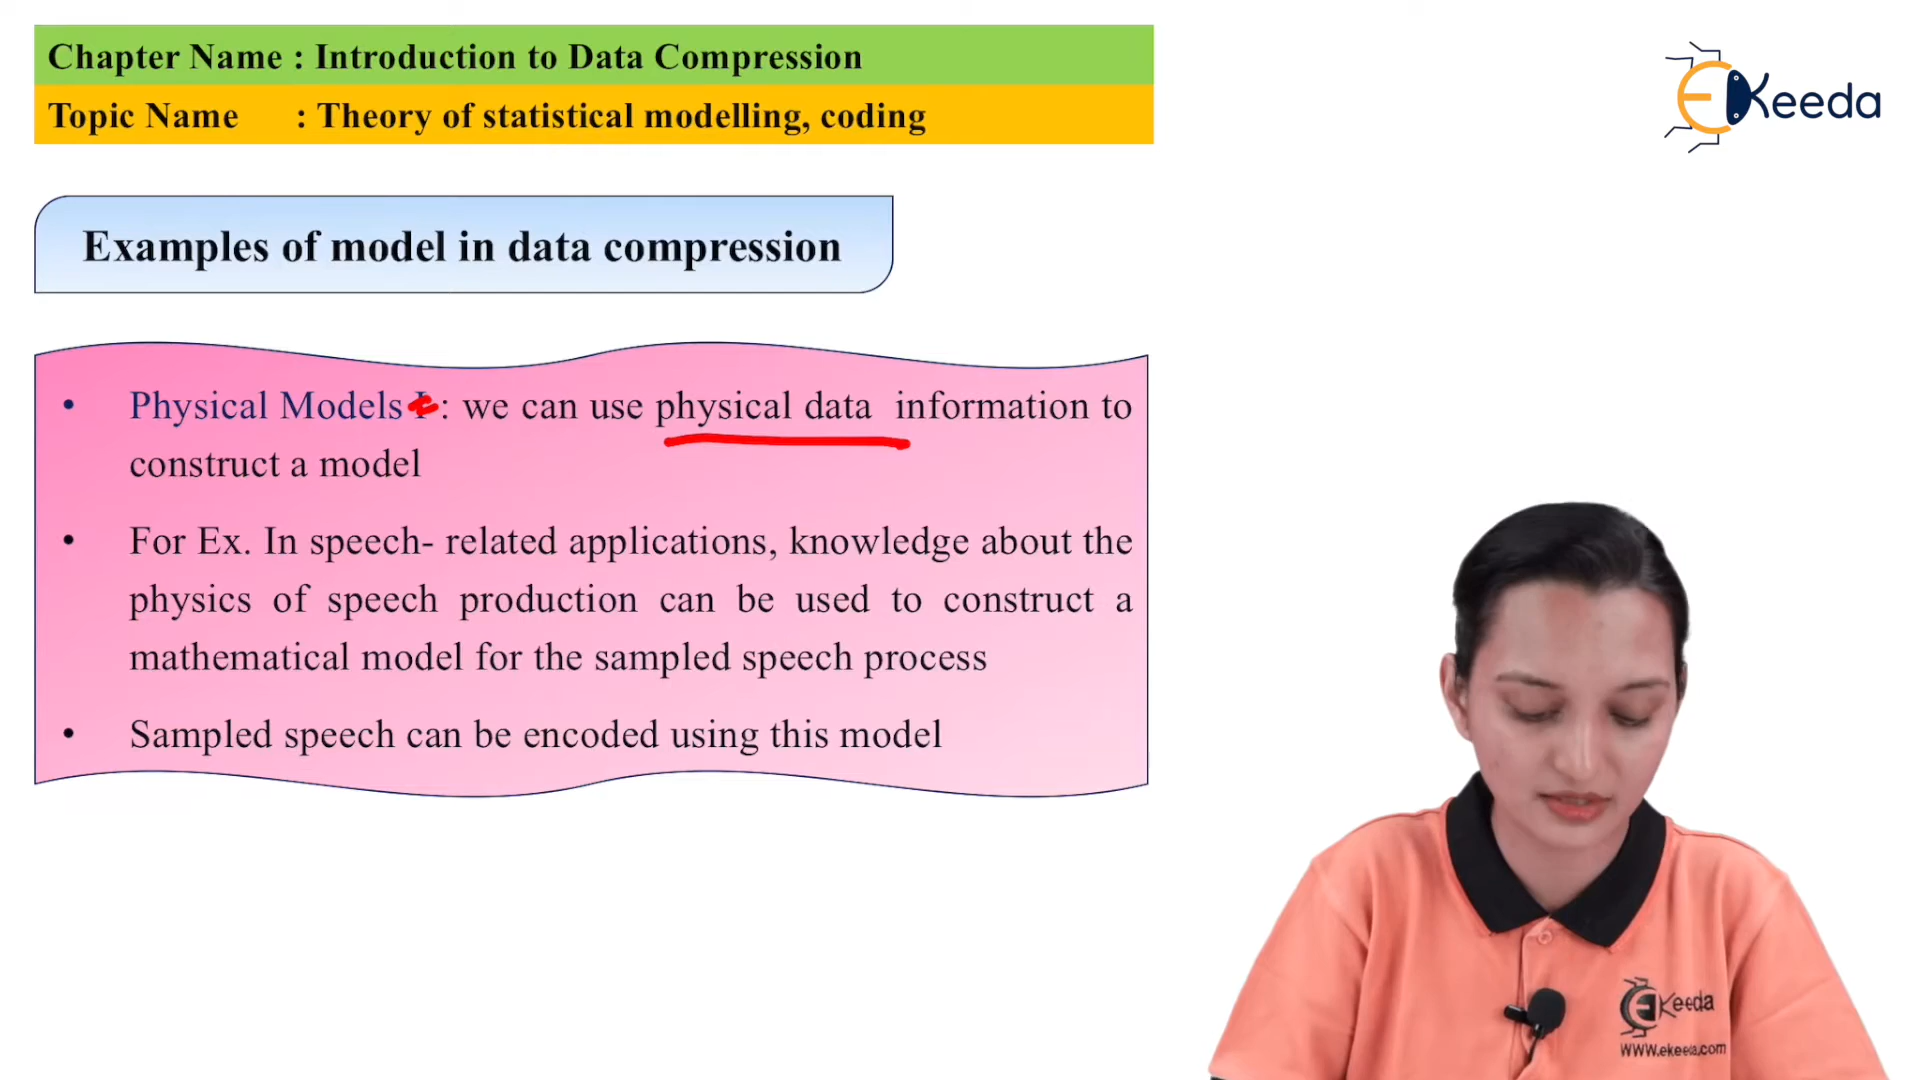 Chapter Name : Introduction to Data Compression
Topic Name : Theory of statistical modelling, coding
Keeda
Examples of model in data compression
• Physical Models : we can use physical data information to
construct a model
• For Ex. In speech- related applications, knowledge about the
physics of speech production can be used to construct a
mathematical model for the sampled speech process
• Sampled speech can be encoded using this model
Keeda
www.ekeeda.com